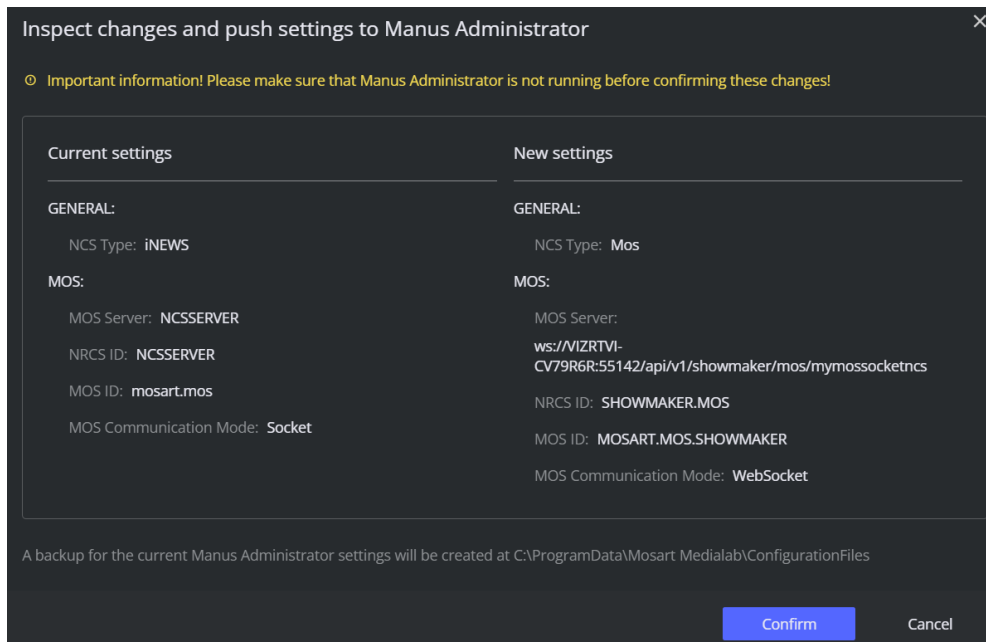 Inspect changes and push settings to Manus Administrator
Important information! Please make sure that Manus Administrator is not running before confirming these changes!
Current settings
GENERAL:
NCS Type: iNEWS
MOS:
MOS Server: NCSSERVER
NRCS ID: NCSSERVER
MOS ID: mosart.mos
MOS Communication Mode: Socket
New settings
GENERAL:
NCS Type: Mos
MOS:
MOS Server:
ws://VIZRTVI-
CV79R6R:55142/api/v1/showmaker/mos/mymossocketncs
NRCS ID: SHOWMAKER.MOS
MOS ID: MOSART.MOS.SHOWMAKER
MOS Communication Mode: WebSocket
A backup for the current Manus Administrator settings will be created at C:\ProgramData\Mosart Medialab\ConfigurationFiles
Confirm
Cancel